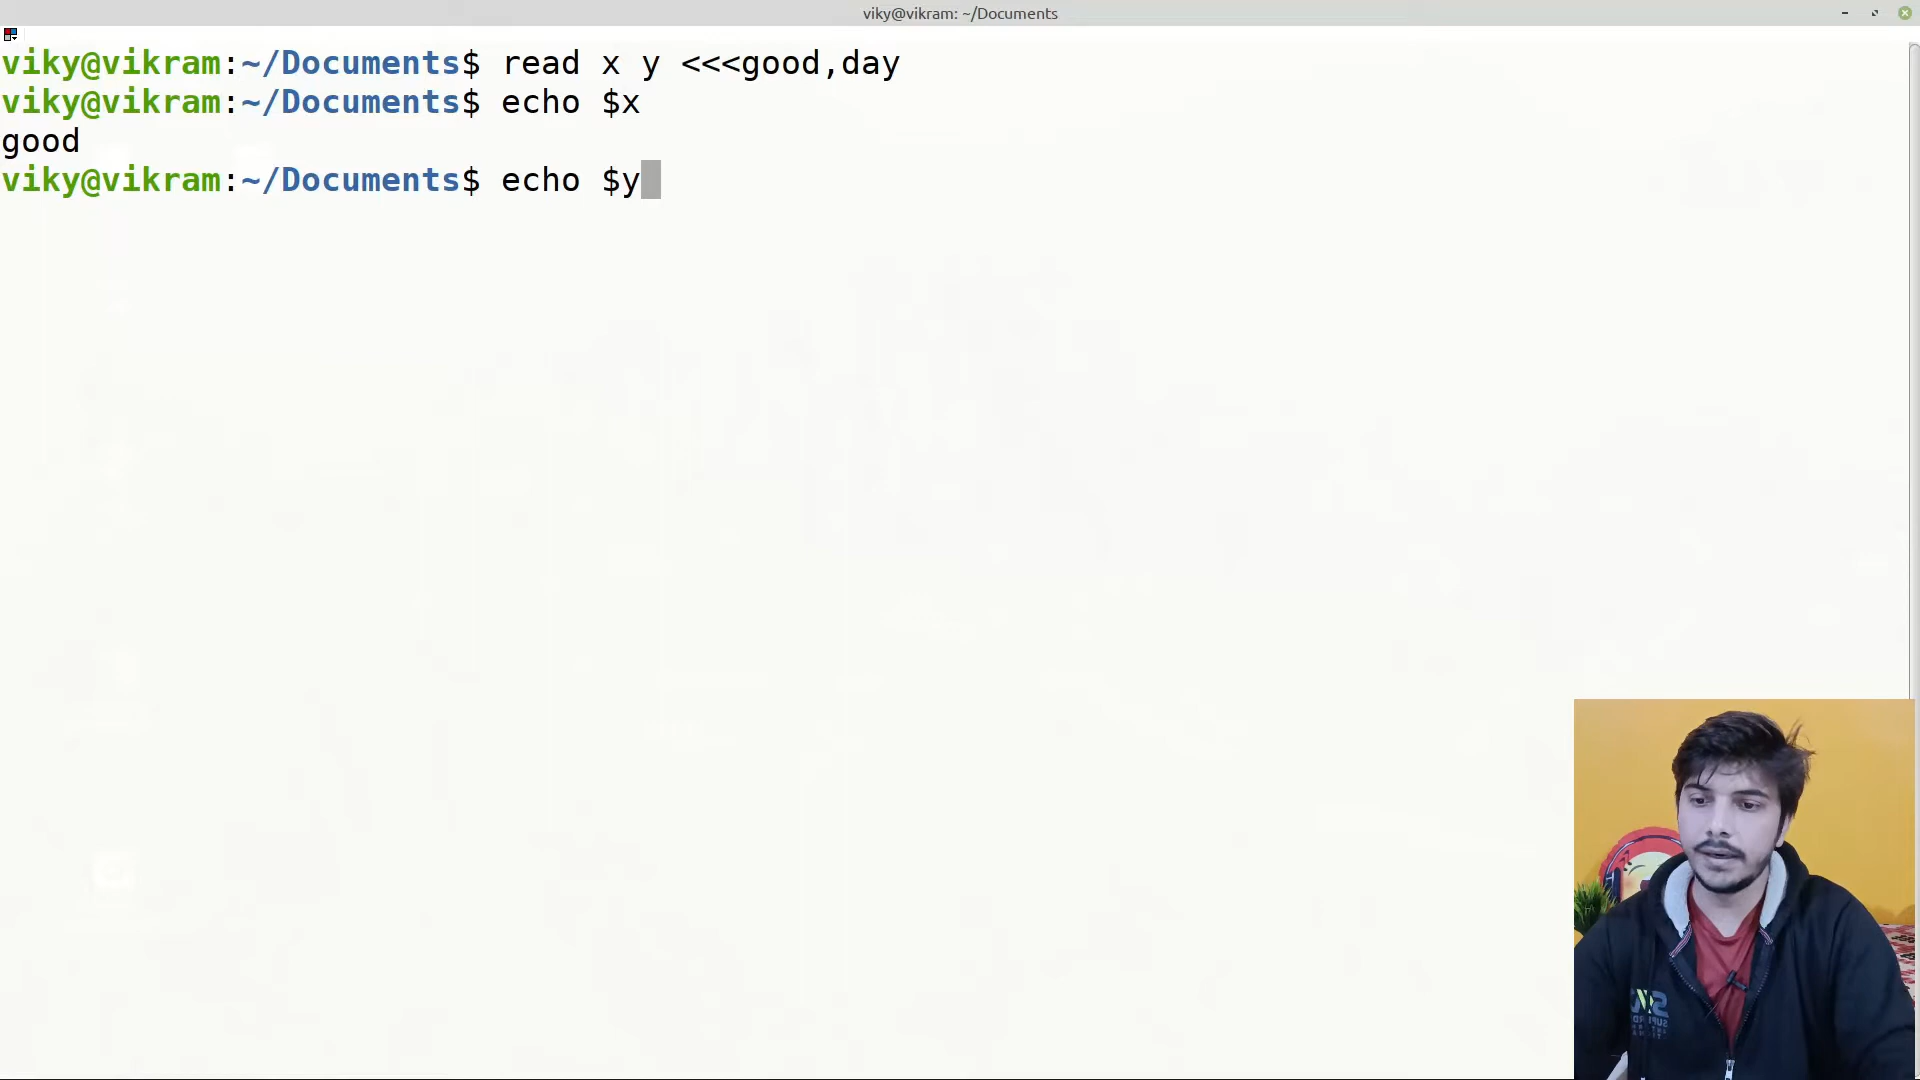 viky@vikram: ~/Documents
viky@vikram:~/Documents$ read x y <<<good,day
viky@vikram:~/Documents$ echo $x
good
viky@vikram:~/Documents$ echo $y